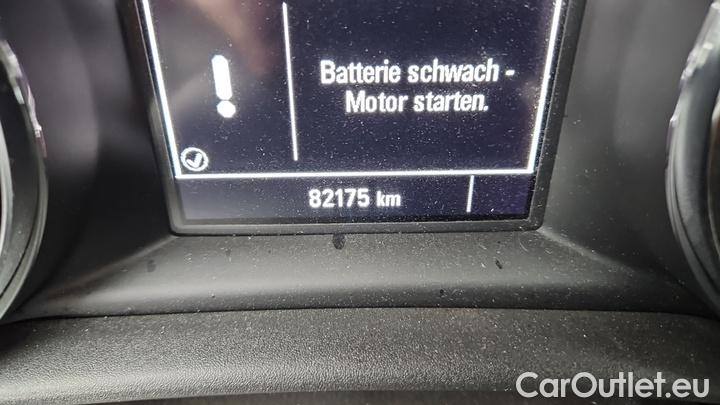 Batterie schwach -
Motor starten.
82175 km
CarOutlet.eu